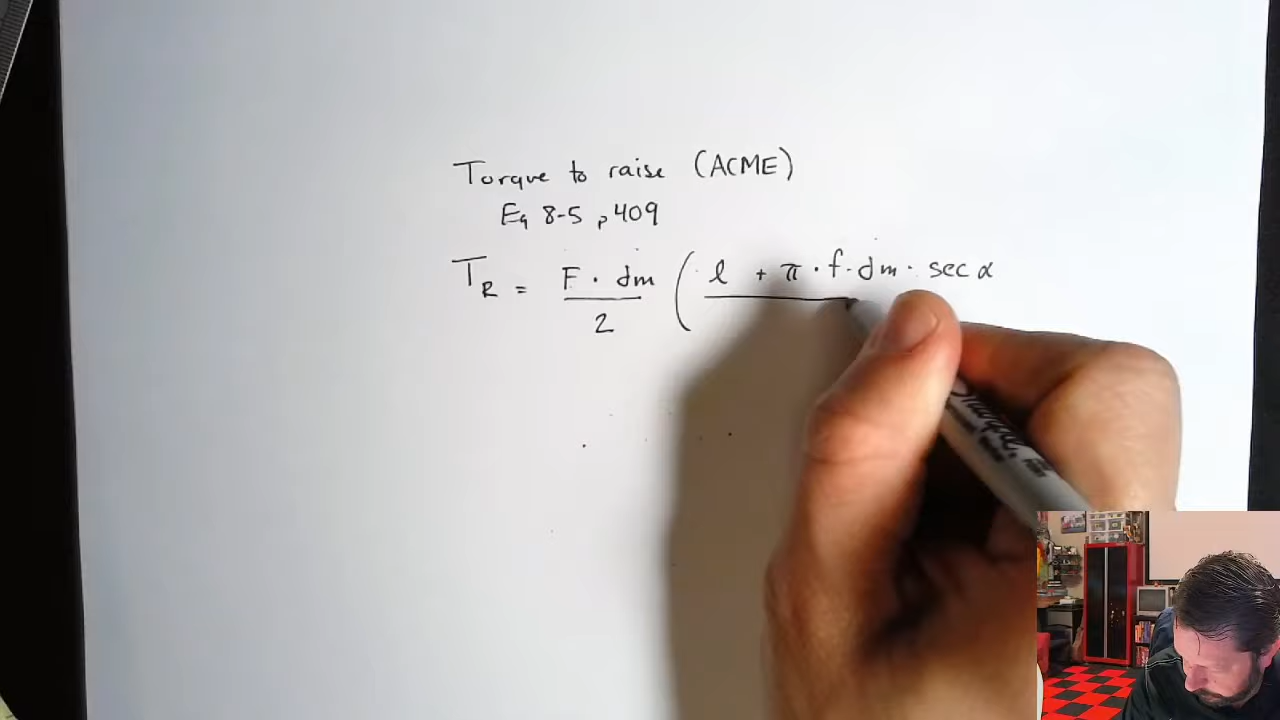 Torque to raise (ACME)
Eq 8-5, p409
T_R = F · dm / 2 ( l + π · f · dm · sec α